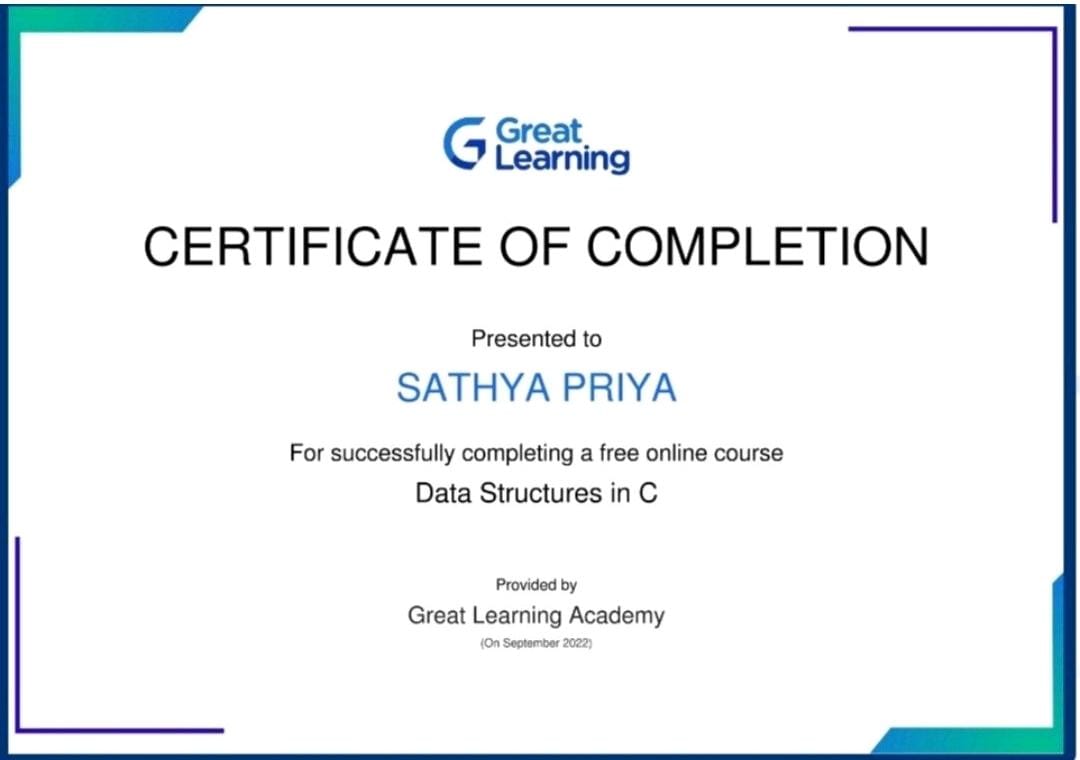 Great
Learning
CERTIFICATE OF COMPLETION
Presented to
SATHYA PRIYA
For successfully completing a free online course
Data Structures in C
Provided by
Great Learning Academy
(On September 2022)